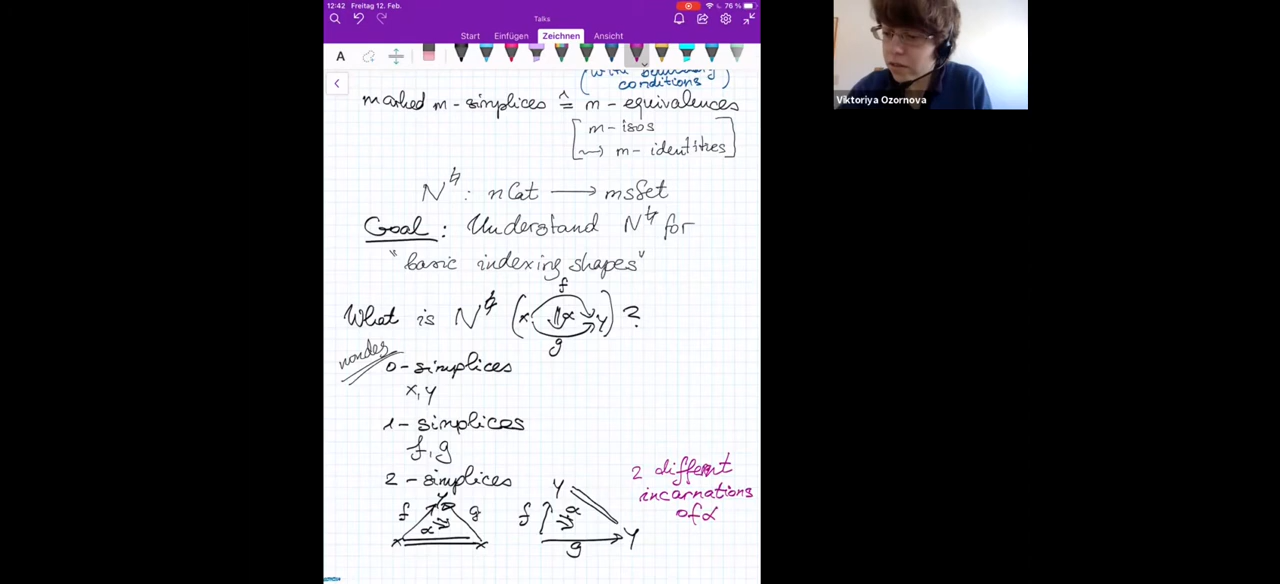 12:42 Freitag 12. Feb.
76 %
Talks
Start Einfügen Zeichnen Ansicht
A
conditions)
marked m-simplices ≙ m-equivalences
[m-isos
⇝ m-identities]
N^♮: nCat ⟶ msSet
Goal: Understand N^♮ for
"basic indexing shapes"
f
What is N^♮ (x ⇓α y) ?
g
nondeg
0-simplices
x, y
1-simplices
f, g
2-simplices
2 different
incarnations
of α
y
f α ⇒ g
x x
y
f α ⇒
g y
Viktoriya Ozornova